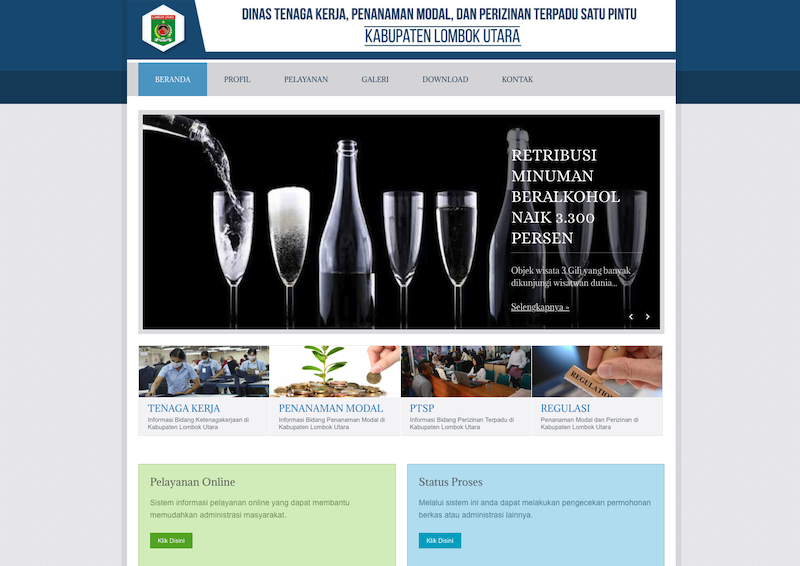 DINAS TENAGA KERJA, PENANAMAN MODAL, DAN PERIZINAN TERPADU SATU PINTU
KABUPATEN LOMBOK UTARA
BERANDA PROFIL PELAYANAN GALERI DOWNLOAD KONTAK
RETRIBUSI
MINUMAN
BERALKOHOL
NAIK 3.300
PERSEN
Objek wisata 3 Gili yang banyak
dikunjungi wisatwan dunia...
Selengkapnya »
REGULATION
TENAGA KERJA
Informasi Bidang Ketenagakerjaan di
Kabupaten Lombok Utara
PENANAMAN MODAL
Informasi Bidang Penanaman Modal di
Kabupaten Lombok Utara
PTSP
Informasi Bidang Perizinan Terpadu di
Kabupaten Lombok Utara
REGULASI
Penanaman Modal dan Perizinan di
Kabupaten Lombok Utara
Pelayanan Online
Sistem informasi pelayanan online yang dapat membantu
memudahkan administrasi masyarakat.
Klik Disini
Status Proses
Melalui sistem ini anda dapat melakukan pengecekan permohonan
berkas atau administrasi lainnya.
Klik Disini